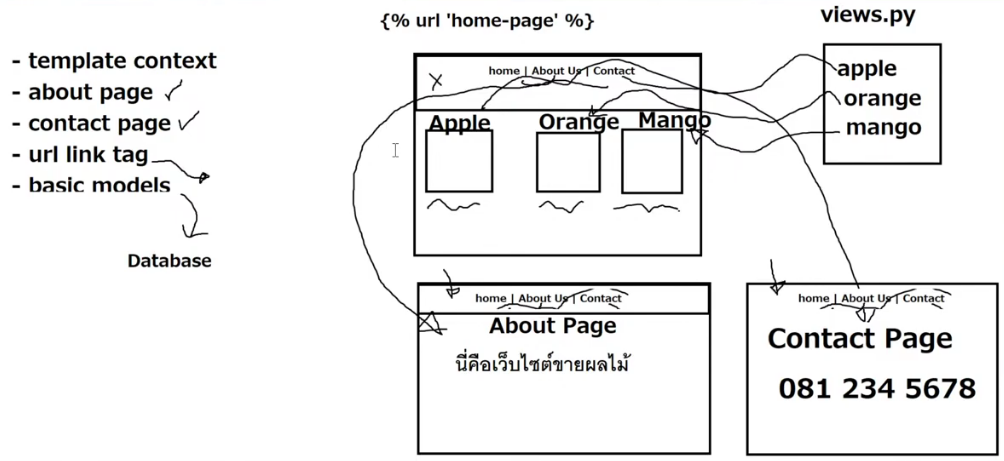 {% url 'home-page' %}
views.py
- template context
- about page
- contact page
- url link tag
- basic models
Database
home | About Us | Contact
Apple
Orange
Mango
apple
orange
mango
home | About Us | Contact
About Page
นี่คือเว็บไซต์ขายผลไม้
home | About Us | Contact
Contact Page
081 234 5678